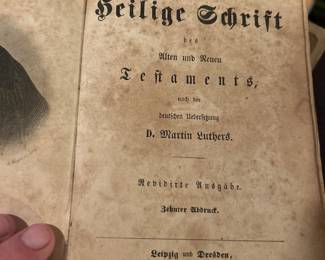 Heilige Schrift
des
Alten und Neuen
Testaments,
nach der
deutschen Uebersetzung
D. Martin Luthers.
Revidirte Ausgabe.
Zehnter Abdruck.
Leipzig und Dresden,